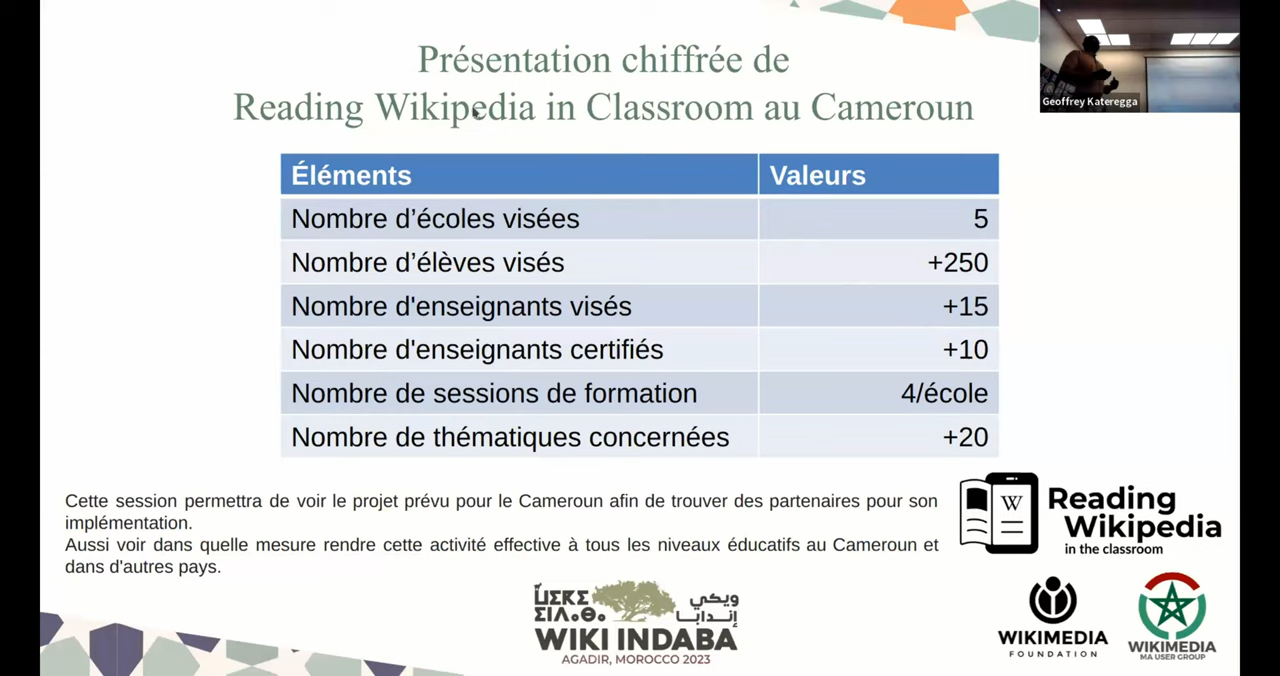 Présentation chiffrée de
Reading Wikipedia in Classroom au Cameroun
Geoffrey Kateregga
Éléments Valeurs
Nombre d’écoles visées 5
Nombre d’élèves visés +250
Nombre d'enseignants visés +15
Nombre d'enseignants certifiés +10
Nombre de sessions de formation 4/école
Nombre de thématiques concernées +20
Cette session permettra de voir le projet prévu pour le Cameroun afin de trouver des partenaires pour son
implémentation.
Aussi voir dans quelle mesure rendre cette activité effective à tous les niveaux éducatifs au Cameroun et
dans d'autres pays.
W
Reading
Wikipedia
in the classroom
ⵡⵉⴽⵉ ويكي
ⵉⵏⴷⴰⴱⴰ إندابا
WIKI INDABA
AGADIR, MOROCCO 2023
WIKIMEDIA
FOUNDATION
WIKIMEDIA
MA USER GROUP